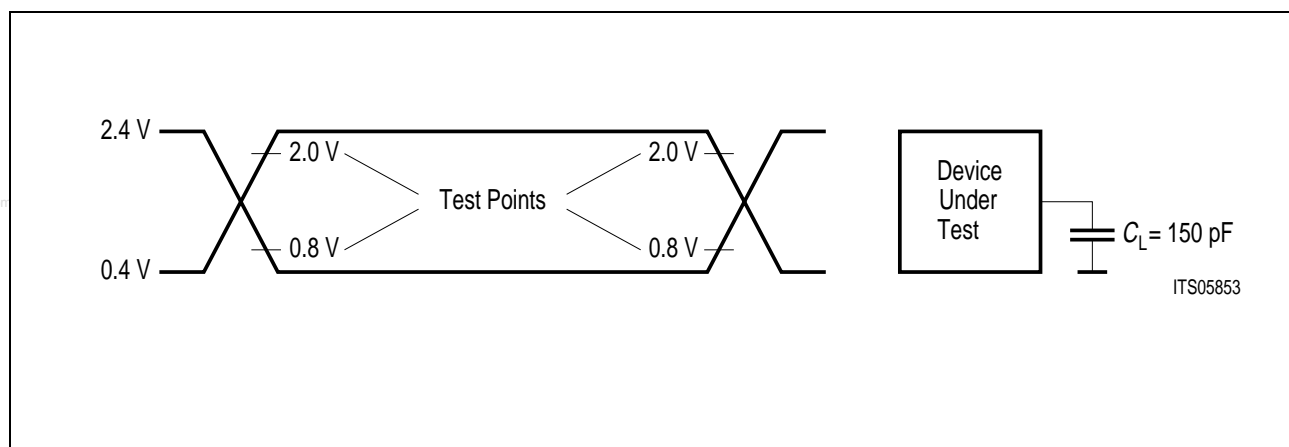 2.4 V
2.0 V
2.0 V
Test Points
0.8 V
0.8 V
0.4 V
Device
Under
Test
C_L = 150 pF
ITS05853